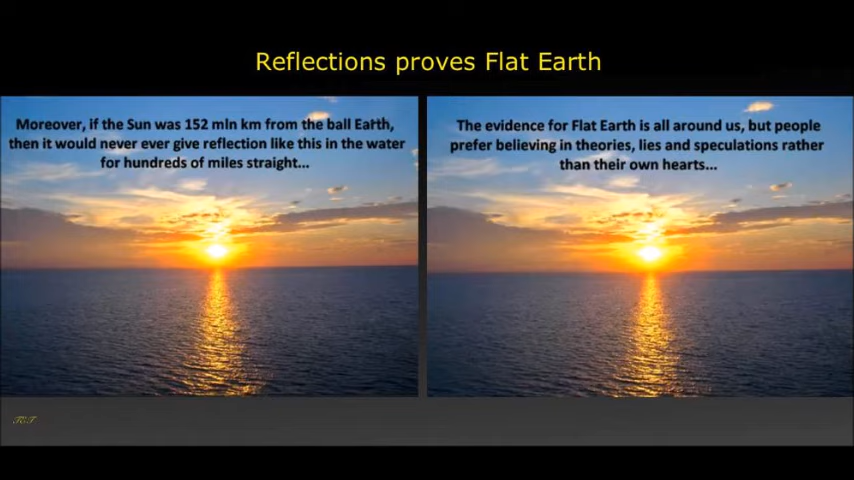 Reflections proves Flat Earth
Moreover, if the Sun was 152 mln km from the ball Earth,
then it would never ever give reflection like this in the water
for hundreds of miles straight...
The evidence for Flat Earth is all around us, but people
prefer believing in theories, lies and speculations rather
than their own hearts...